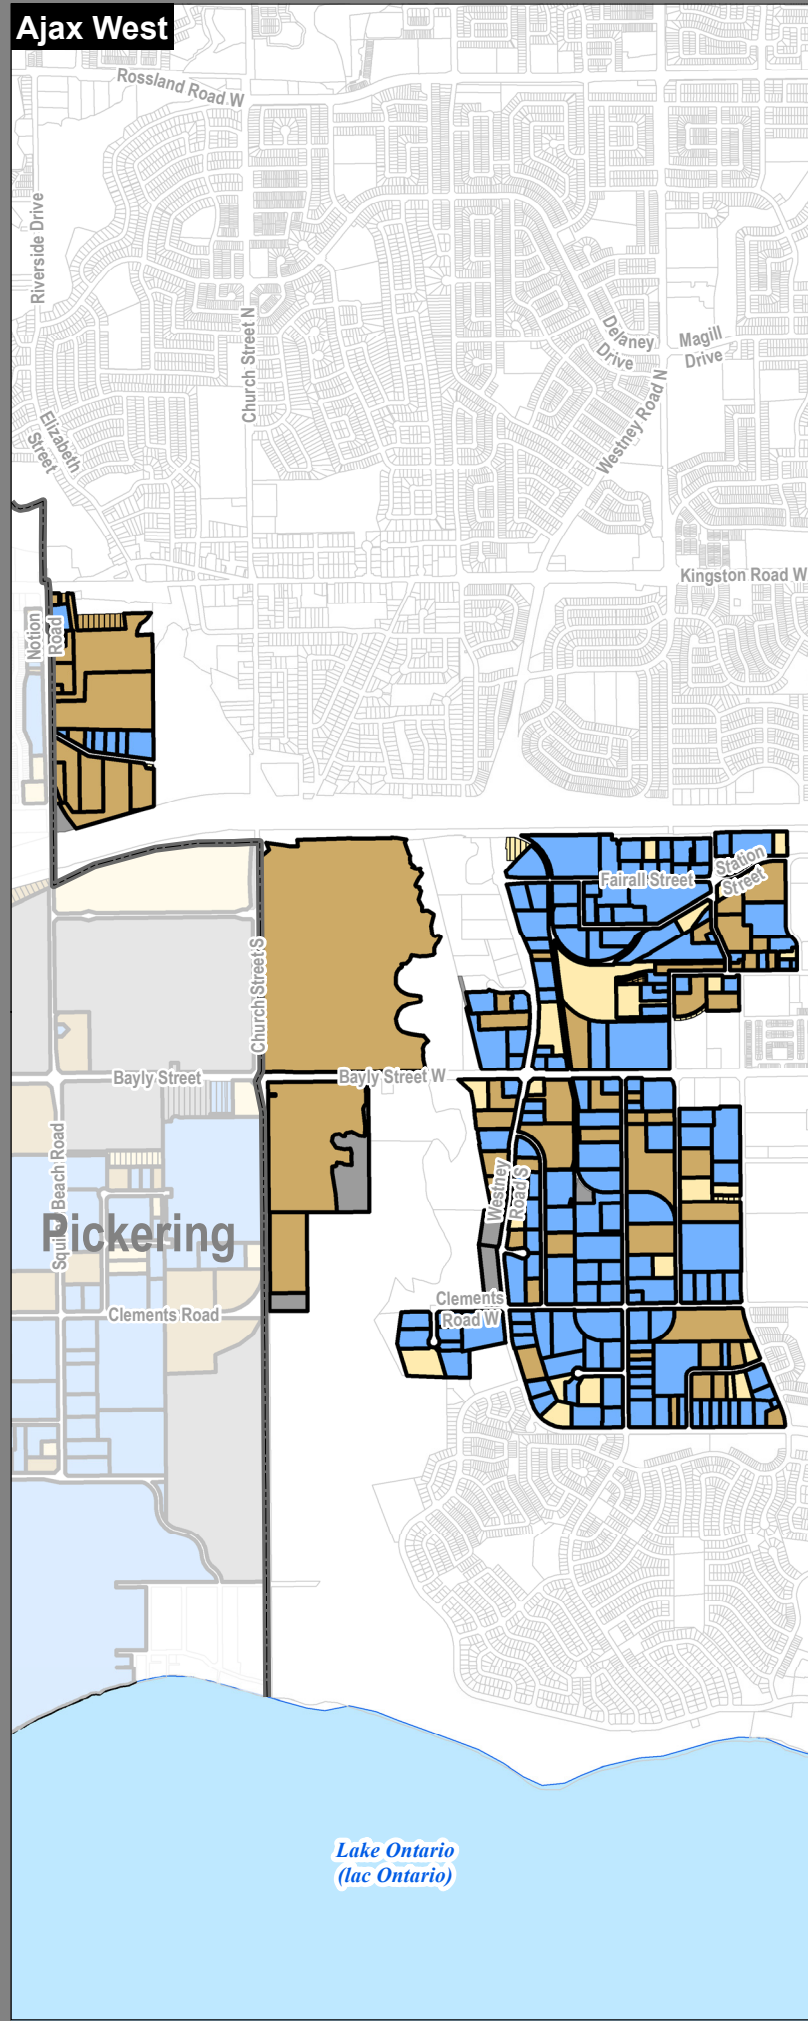 Ajax West
Rossland Road W
Riverside Drive
Church Street N
Delaney
Drive
Magill
Drive
Westney Road N
Elizabeth
Street
Kingston Road W
Notion
Road
Station
Street
Fairall Street
Church Street S
Bayly Street
Bayly Street W
Beach Road
Westney
Road S
Pickering
Clements Road
Clements
Road W
Lake Ontario
(lac Ontario)